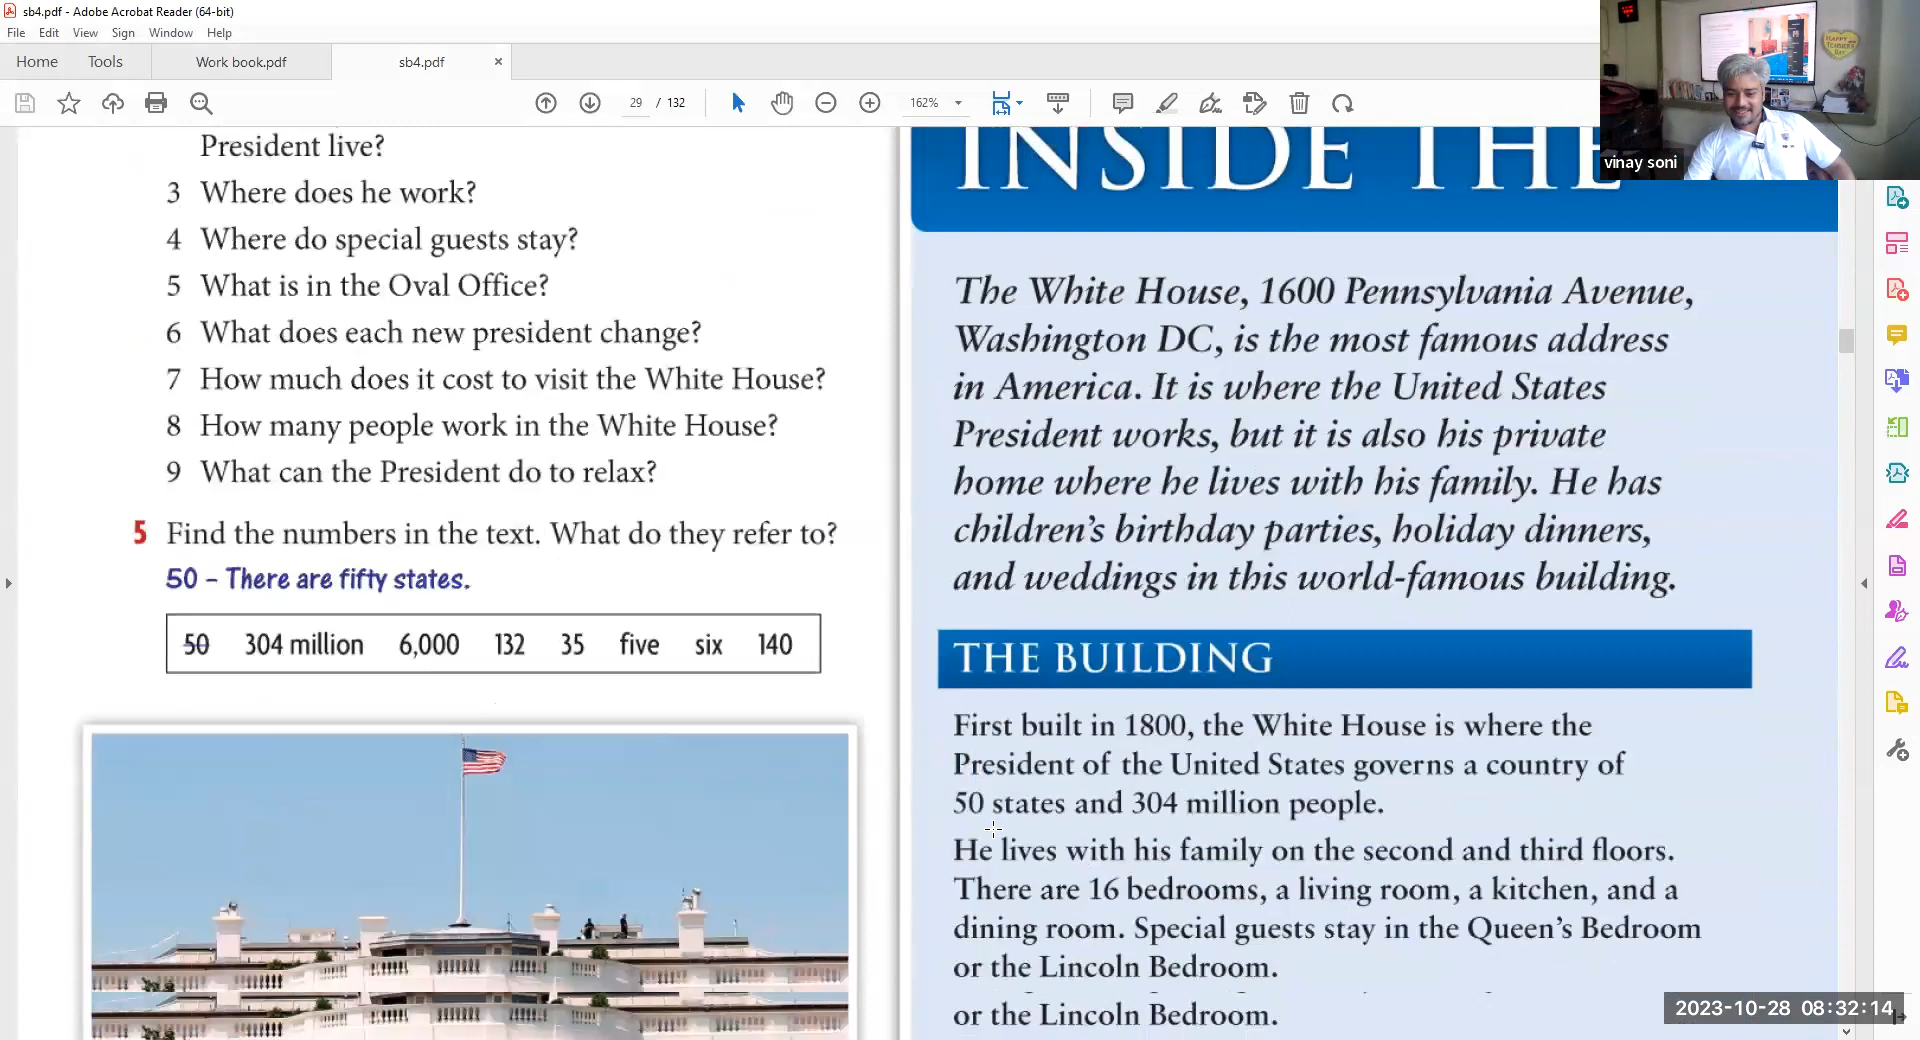 sb4.pdf - Adobe Acrobat Reader (64-bit)
File Edit View Sign Window Help
Home Tools Work book.pdf sb4.pdf
29 / 132 162%
President live?
3 Where does he work?
4 Where do special guests stay?
5 What is in the Oval Office?
6 What does each new president change?
7 How much does it cost to visit the White House?
8 How many people work in the White House?
9 What can the President do to relax?
5 Find the numbers in the text. What do they refer to?
50 – There are fifty states.
50 304 million 6,000 132 35 five six 140
INSIDE THE
The White House, 1600 Pennsylvania Avenue,
Washington DC, is the most famous address
in America. It is where the United States
President works, but it is also his private
home where he lives with his family. He has
children's birthday parties, holiday dinners,
and weddings in this world-famous building.
THE BUILDING
First built in 1800, the White House is where the
President of the United States governs a country of
50 states and 304 million people.
He lives with his family on the second and third floors.
There are 16 bedrooms, a living room, a kitchen, and a
dining room. Special guests stay in the Queen's Bedroom
or the Lincoln Bedroom.
or the Lincoln Bedroom.
vinay soni
HAPPY
TEACHERS
DAY
2023-10-28 08:32:14